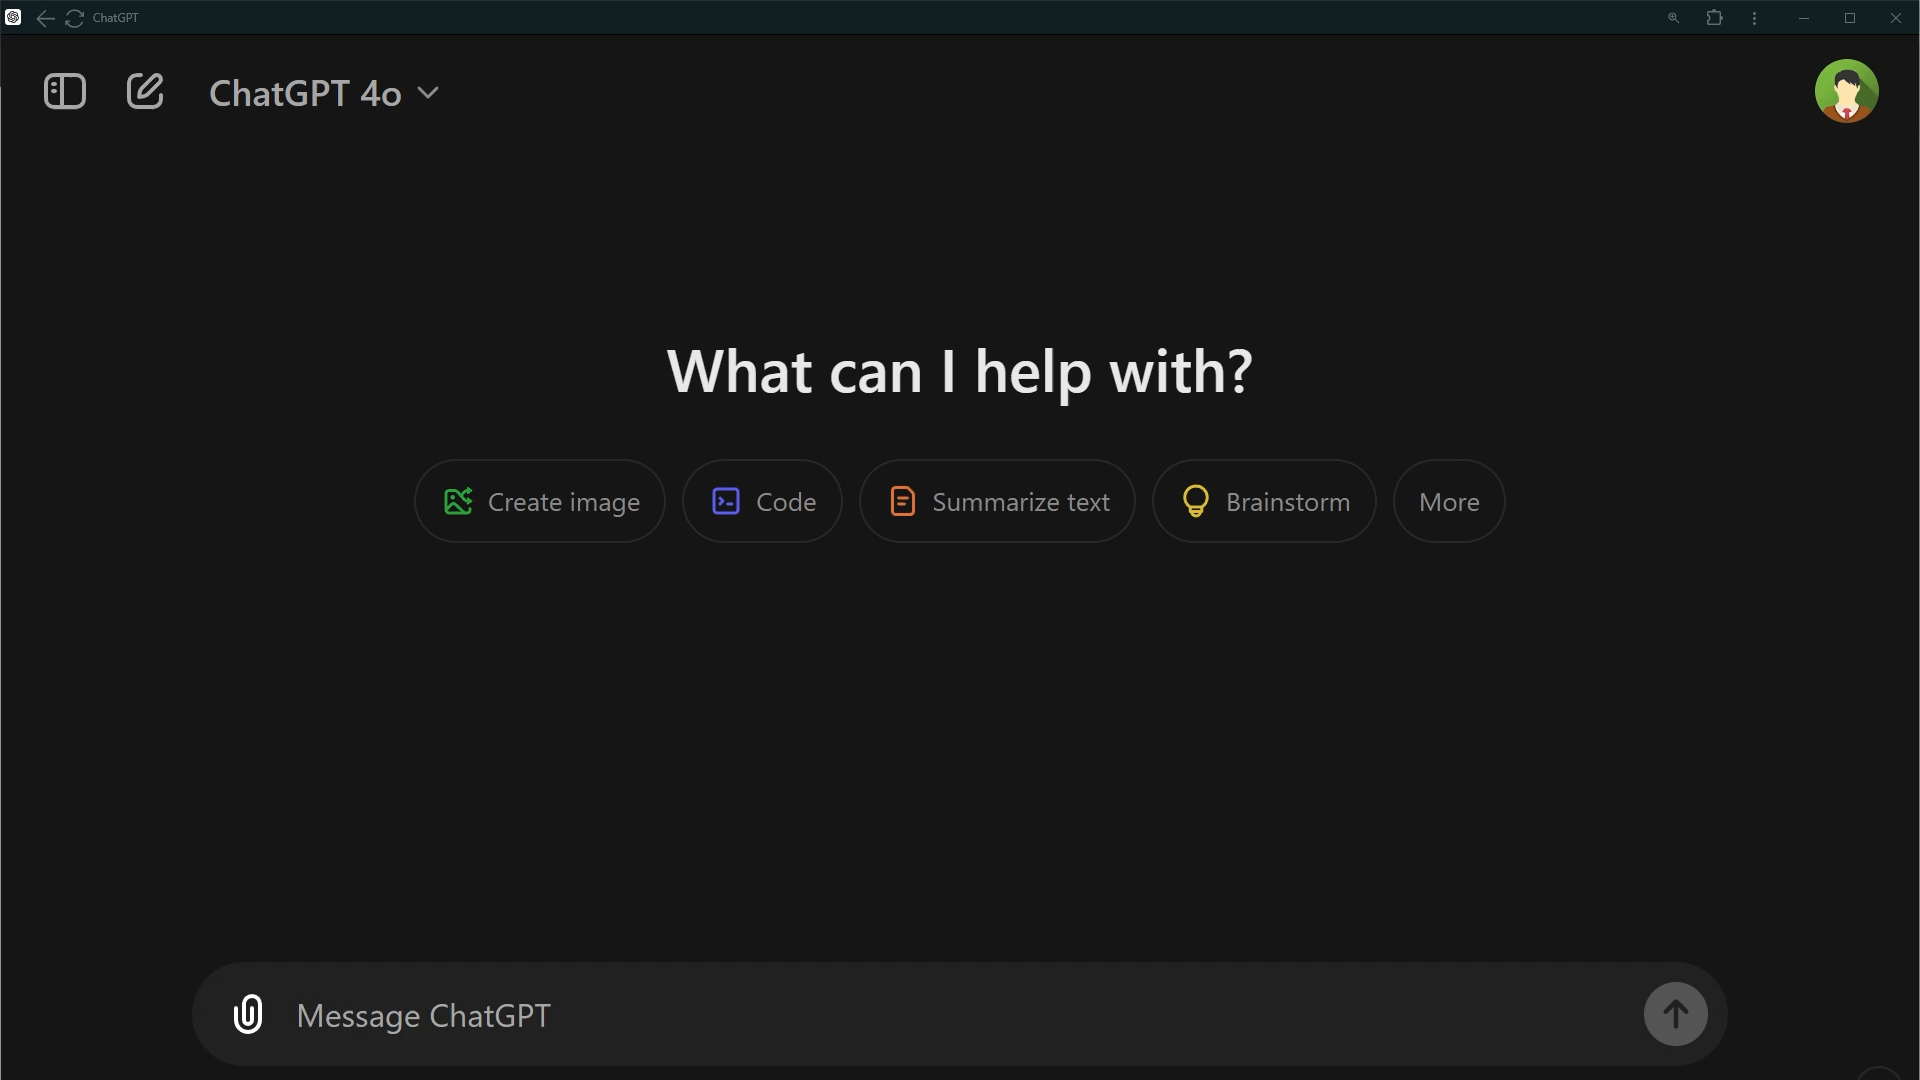 ChatGPT
ChatGPT 4o
What can I help with?
Create image
Code
Summarize text
Brainstorm
More
Message ChatGPT